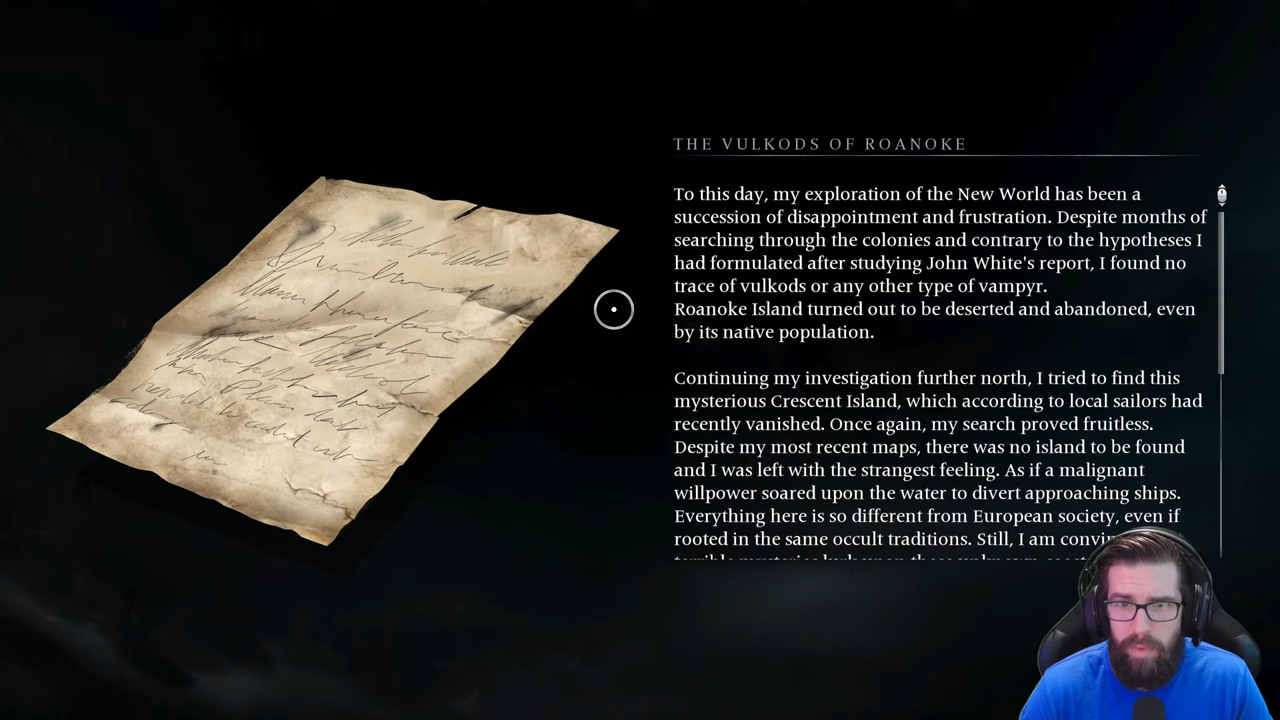 THE VULKODS OF ROANOKE
To this day, my exploration of the New World has been a
succession of disappointment and frustration. Despite months of
searching through the colonies and contrary to the hypotheses I
had formulated after studying John White's report, I found no
trace of vulkods or any other type of vampyr.
Roanoke Island turned out to be deserted and abandoned, even
by its native population.
Continuing my investigation further north, I tried to find this
mysterious Crescent Island, which according to local sailors had
recently vanished. Once again, my search proved fruitless.
Despite my most recent maps, there was no island to be found
and I was left with the strangest feeling. As if a malignant
willpower soared upon the water to divert approaching ships.
Everything here is so different from European society, even if
rooted in the same occult traditions. Still, I am